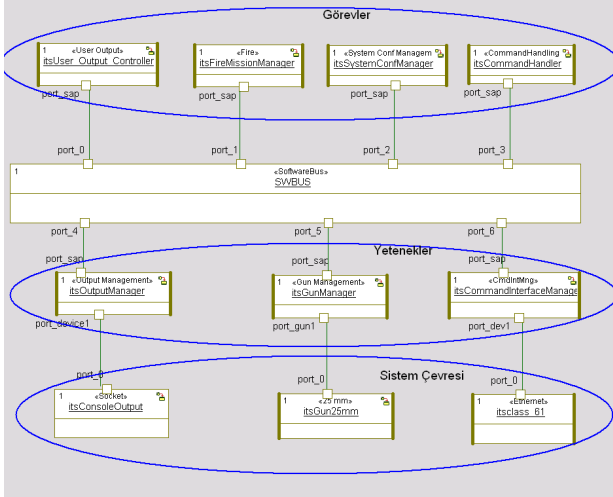 Görevler
1 «User Output»
itsUser_Output_Controller
1 «Fire»
itsFireMissionManager
1 «System Conf Managem
itsSystemConfManager
1 «CommandHandling
itsCommandHandler
port_sap
port_sap
port_sap
port_sap
port_0
port_1
port_2
port_3
1 «SoftwareBus»
SWBUS
port_4
port_5
port_6
Yetenekler
port_sap
port_sap
port_sap
1 «Output Management»
itsOutputManager
1 «Gun Management»
itsGunManager
1 «CmdIntMng
itsCommandInterfaceManage
port_device1
port_gun1
port_dev1
Sistem Çevresi
port_0
port_0
port_0
1 «Socket»
itsConsoleOutput
1 «25 mm»
itsGun25mm
1 «Ethernet»
itsclass_61